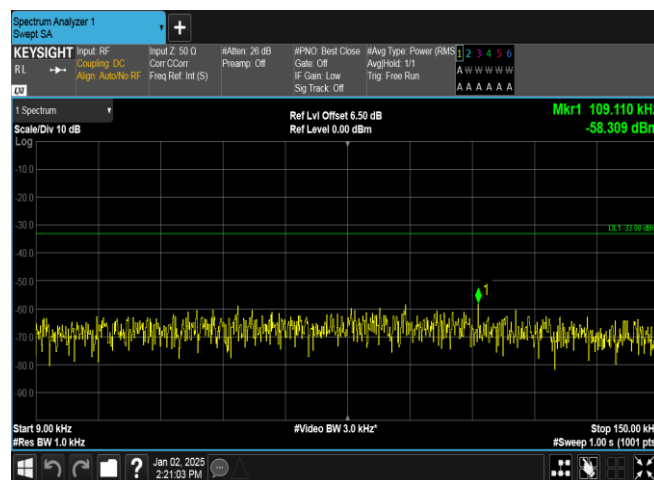 Spectrum Analyzer 1
Swept SA
+
KEYSIGHT Input: RF Input Z: 50 Ω #Atten: 26 dB #PNO: Best Close #Avg Type: Power (RMS 1 2 3 4 5 6
RL Coupling: DC Corr CCorr Preamp: Off Gate: Off Avg|Hold: 1/1 A W W W W W
Align: Auto/No RF Freq Ref: Int (S) IF Gain: Low Trig: Free Run
LXI Sig Track: Off A A A A A A
1 Spectrum Ref Lvl Offset 6.50 dB Mkr1 109.110 kHz
Scale/Div 10 dB Ref Level 0.00 dBm -58.309 dBm
Log
-10.0
-20.0
-30.0
DL1 -33.00 dBm
-40.0
-50.0
1
-60.0
-70.0
-80.0
-90.0
Start 9.00 kHz #Video BW 3.0 kHz* Stop 150.00 kHz
#Res BW 1.0 kHz #Sweep 1.00 s (1001 pts
? Jan 02, 2025
2:21:03 PM